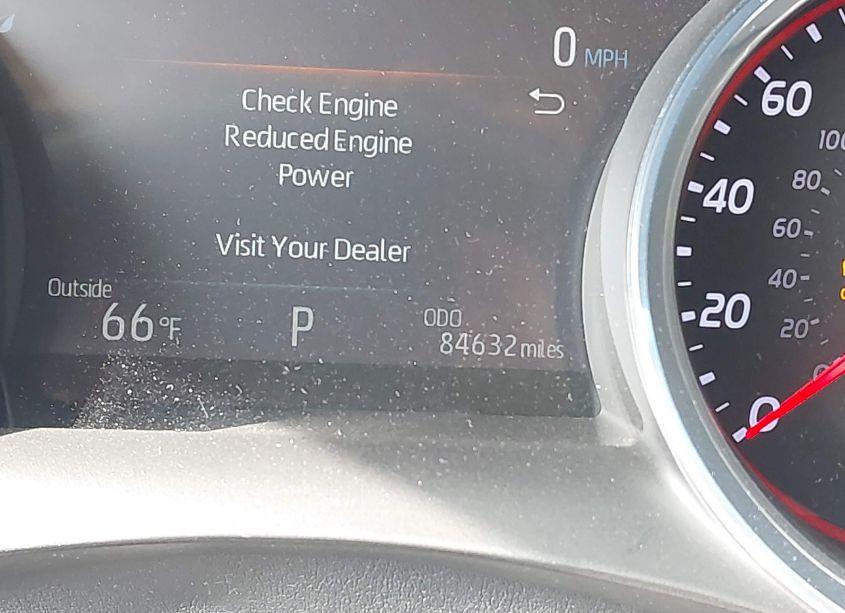 0 MPH
Check Engine
Reduced Engine
Power
Visit Your Dealer
Outside
66°F
P
ODO
84632 miles
60
40
20
0
80
60
40
20